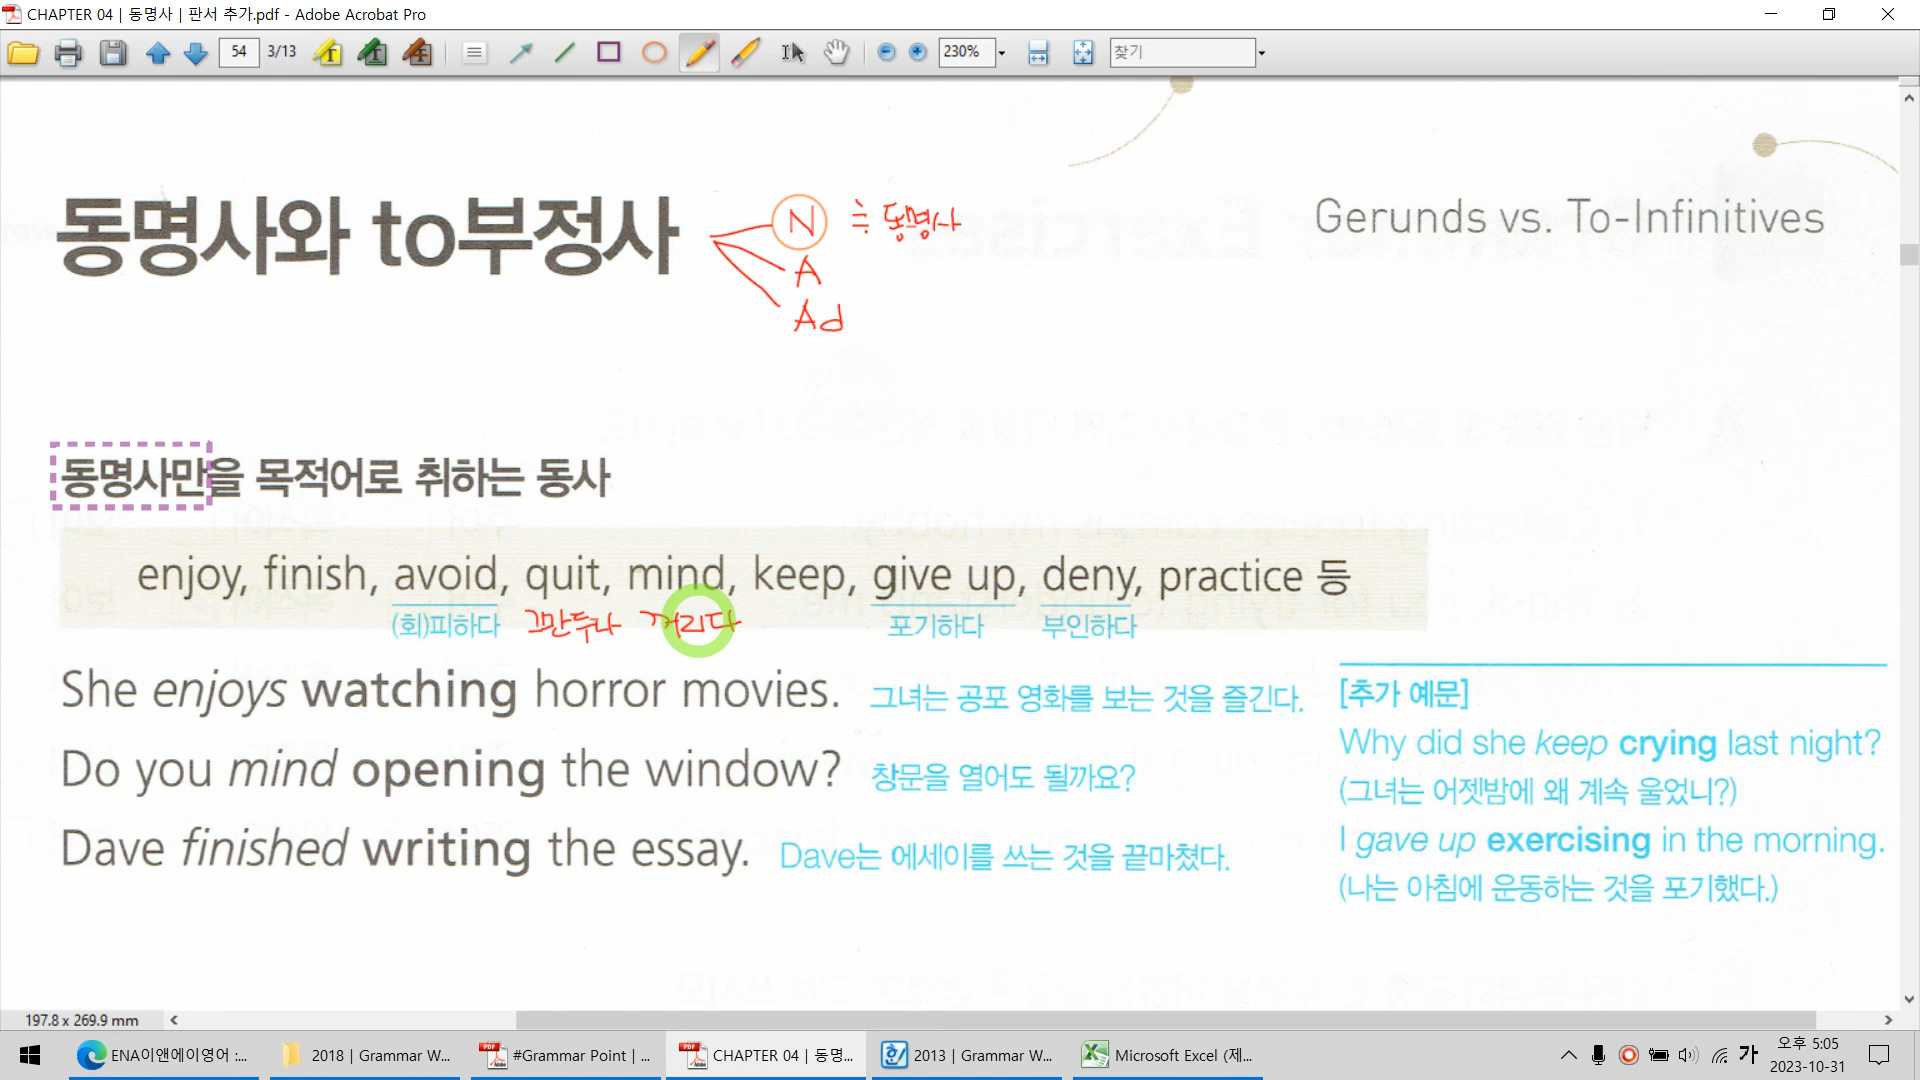 CHAPTER 04 | 동명사 | 판서 추가.pdf - Adobe Acrobat Pro
54 3/13 230% 찾기
동명사와 to부정사
N ≒ 동명사
A
Ad
Gerunds vs. To-Infinitives
동명사만을 목적어로 취하는 동사
enjoy, finish, avoid, quit, mind, keep, give up, deny, practice 등
(회)피하다 그만두다 꺼리다 포기하다 부인하다
She enjoys watching horror movies. 그녀는 공포 영화를 보는 것을 즐긴다.
Do you mind opening the window? 창문을 열어도 될까요?
Dave finished writing the essay. Dave는 에세이를 쓰는 것을 끝마쳤다.
[추가 예문]
Why did she keep crying last night?
(그녀는 어젯밤에 왜 계속 울었니?)
I gave up exercising in the morning.
(나는 아침에 운동하는 것을 포기했다.)
197.8 x 269.9 mm
ENA이앤에이영어 :... 2018 | Grammar W... #Grammar Point | ... CHAPTER 04 | 동명... 2013 | Grammar W... Microsoft Excel (제... 가 오후 5:05
2023-10-31